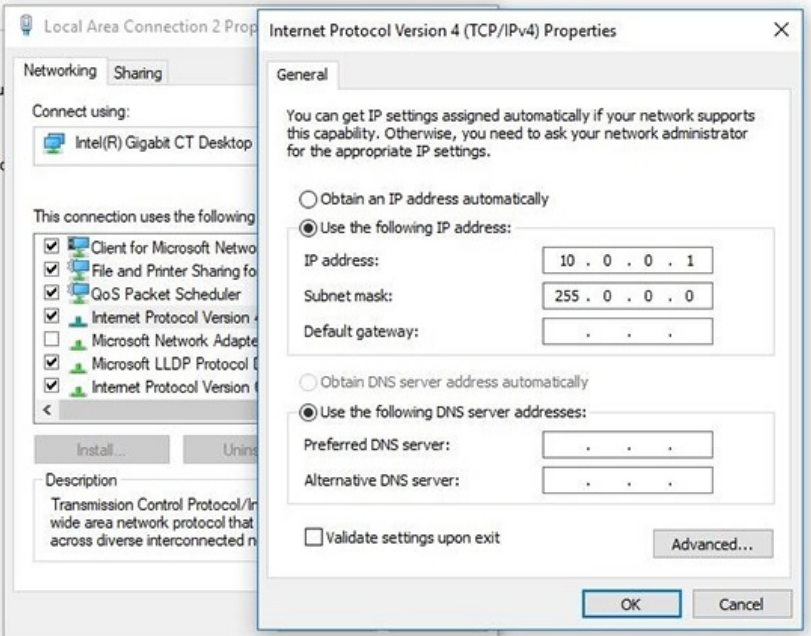 Local Area Connection 2 Prop
Networking
Sharing
Connect using:
Intel(R) Gigabit CT Desktop
This connection uses the following
Client for Microsoft Netwo
File and Printer Sharing fo
QoS Packet Scheduler
Internet Protocol Version 4
Microsoft Network Adapte
Microsoft LLDP Protocol D
Internet Protocol Version 6
Install...
Unins
Description
Transmission Control Protocol/In
wide area network protocol that
across diverse interconnected n
Internet Protocol Version 4 (TCP/IPv4) Properties
General
You can get IP settings assigned automatically if your network supports
this capability. Otherwise, you need to ask your network administrator
for the appropriate IP settings.
Obtain an IP address automatically
Use the following IP address:
IP address: 10 . 0 . 0 . 1
Subnet mask: 255 . 0 . 0 . 0
Default gateway: . . .
Obtain DNS server address automatically
Use the following DNS server addresses:
Preferred DNS server: . . .
Alternative DNS server: . . .
Validate settings upon exit
Advanced...
OK
Cancel